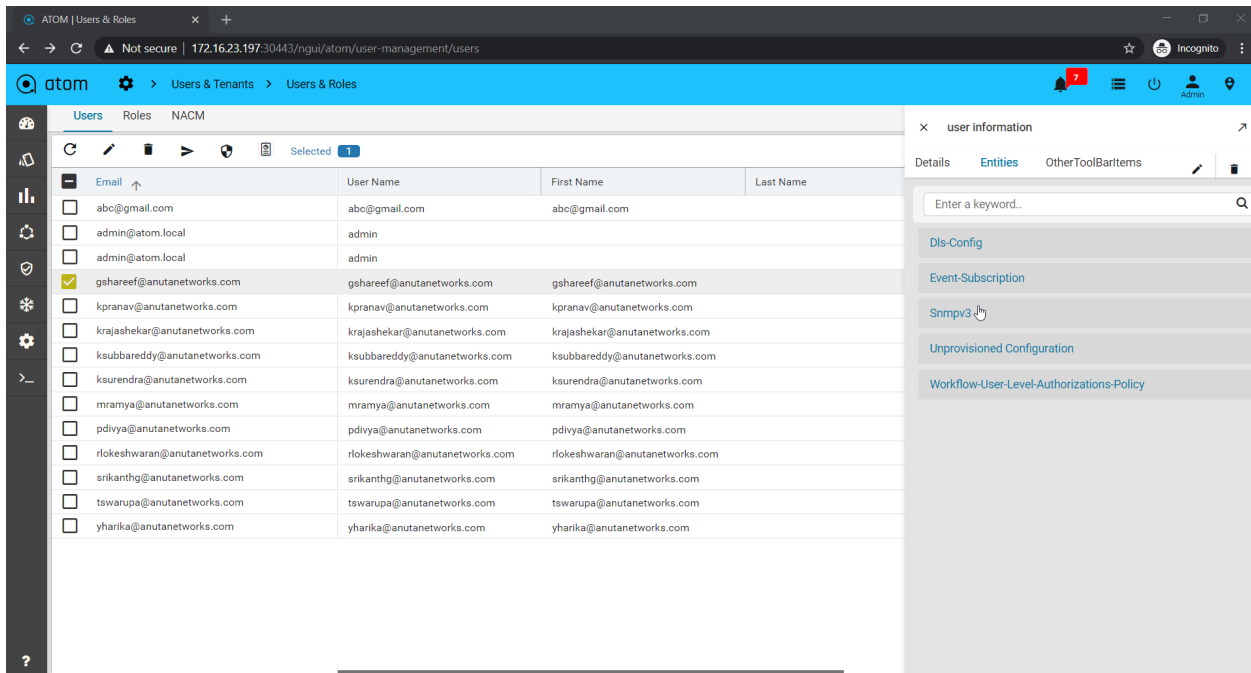 ATOM | Users & Roles
Not secure | 172.16.23.197:30443/ngui/atom/user-management/users
Incognito
atom > Users & Tenants > Users & Roles
7
Admin
Users Roles NACM
Selected 1
Email User Name First Name Last Name
abc@gmail.com abc@gmail.com abc@gmail.com
admin@atom.local admin
admin@atom.local admin
gshareef@anutanetworks.com gshareef@anutanetworks.com gshareef@anutanetworks.com
kpranav@anutanetworks.com kpranav@anutanetworks.com kpranav@anutanetworks.com
krajashekar@anutanetworks.com krajashekar@anutanetworks.com krajashekar@anutanetworks.com
ksubbareddy@anutanetworks.com ksubbareddy@anutanetworks.com ksubbareddy@anutanetworks.com
ksurendra@anutanetworks.com ksurendra@anutanetworks.com ksurendra@anutanetworks.com
mramya@anutanetworks.com mramya@anutanetworks.com mramya@anutanetworks.com
pdivya@anutanetworks.com pdivya@anutanetworks.com pdivya@anutanetworks.com
rlokeshwaran@anutanetworks.com rlokeshwaran@anutanetworks.com rlokeshwaran@anutanetworks.com
srikanthg@anutanetworks.com srikanthg@anutanetworks.com srikanthg@anutanetworks.com
tswarupa@anutanetworks.com tswarupa@anutanetworks.com tswarupa@anutanetworks.com
yharika@anutanetworks.com yharika@anutanetworks.com yharika@anutanetworks.com
user information
Details Entities OtherToolBarItems
Enter a keyword..
Dls-Config
Event-Subscription
Snmpv3
Unprovisioned Configuration
Workflow-User-Level-Authorizations-Policy
?